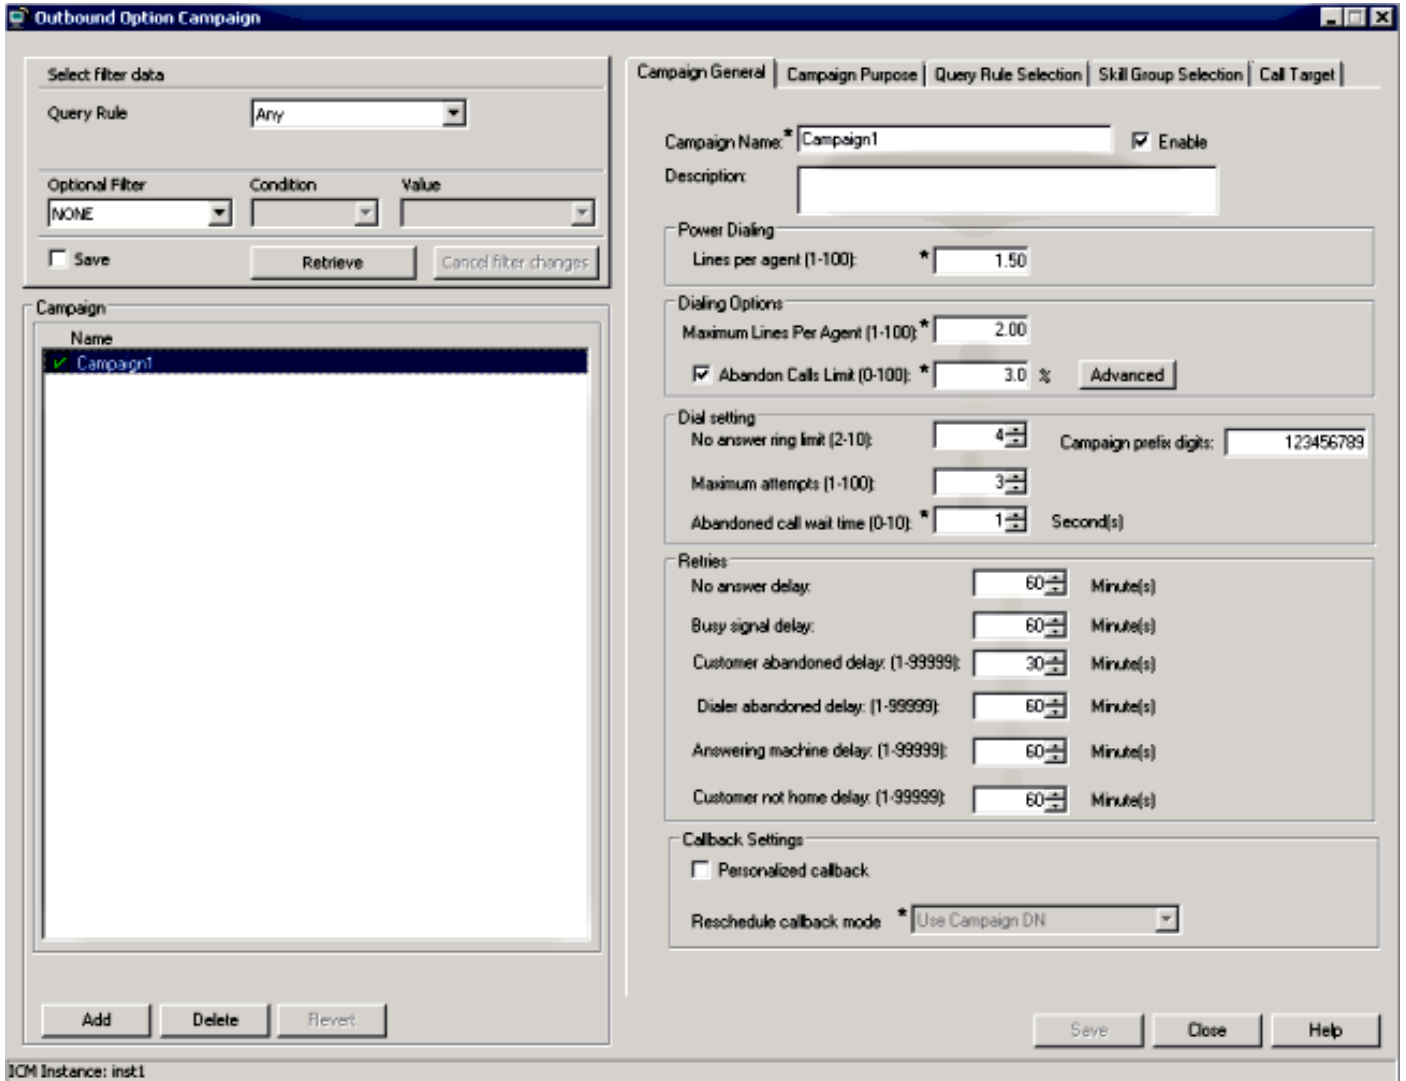 Outbound Option Campaign
Select filter data
Query Rule Any
Optional Filter Condition Value
NONE
Save Retrieve Cancel filter changes
Campaign
Name
Campaign1
Add Delete Revert
Campaign General Campaign Purpose Query Rule Selection Skill Group Selection Call Target
Campaign Name:* Campaign1 Enable
Description:
Power Dialing
Lines per agent (1-100): * 1.50
Dialing Options
Maximum Lines Per Agent (1-100):* 2.00
Abandon Calls Limit (0-100): * 3.0 % Advanced
Dial setting
No answer ring limit (2-10): 4 Campaign prefix digits: 123456789
Maximum attempts (1-100): 3
Abandoned call wait time (0-10): * 1 Second(s)
Retries
No answer delay: 60 Minute(s)
Busy signal delay: 60 Minute(s)
Customer abandoned delay: (1-99999): 30 Minute(s)
Dialer abandoned delay: (1-99999): 60 Minute(s)
Answering machine delay: (1-99999): 60 Minute(s)
Customer not home delay: (1-99999): 60 Minute(s)
Callback Settings
Personalized callback
Reschedule callback mode * Use Campaign DN
Save Close Help
ICM Instance: inst1